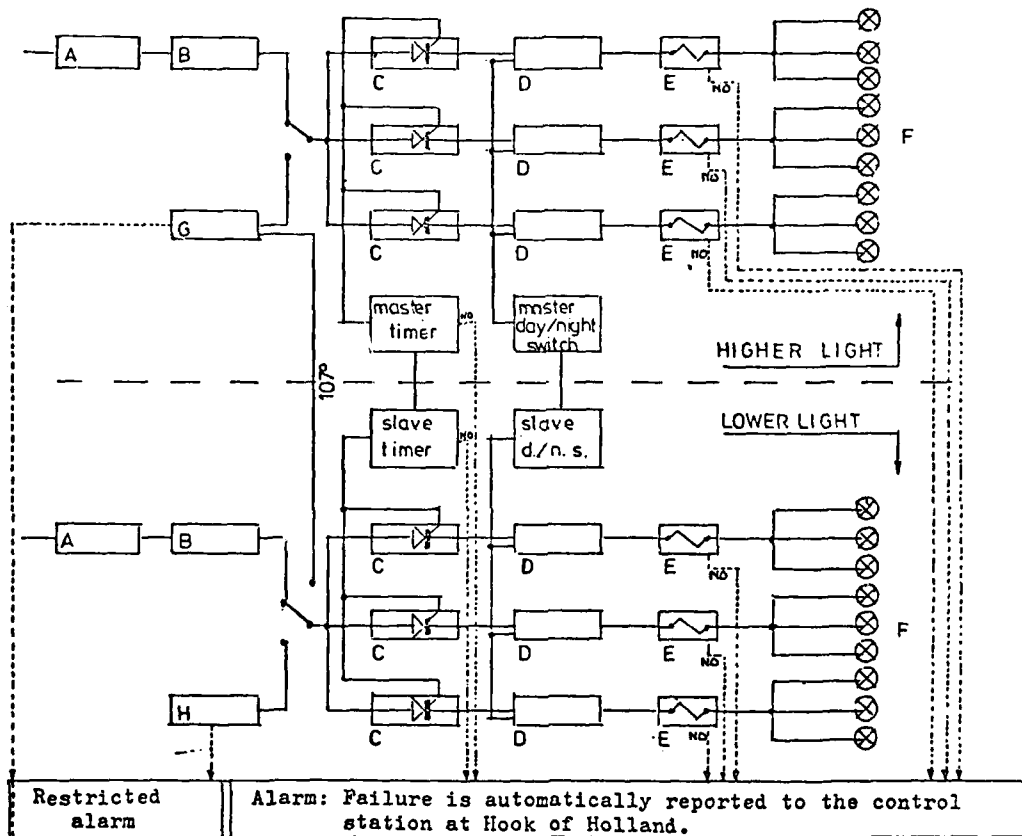 A B C D E NO
C D E NO F
G C D E NO
master timer NO
master day/night switch
HIGHER LIGHT
107°
LOWER LIGHT
slave timer NO
slave d./n.s.
A B C D E NO
C D E NO F
H C D E NO
Restricted alarm
Alarm: Failure is automatically reported to the control
station at Hook of Holland.